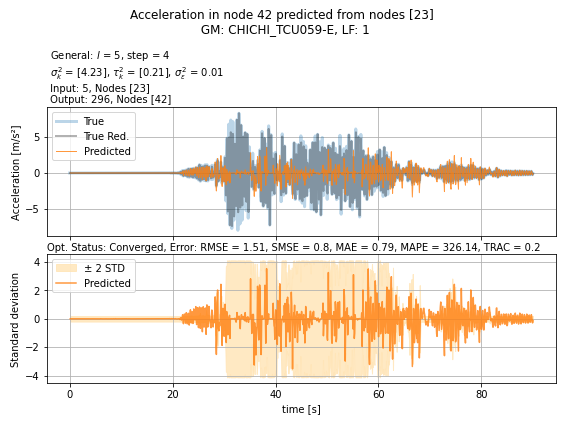 Acceleration in node 42 predicted from nodes [23]
GM: CHICHI_TCU059-E, LF: 1
General: l = 5, step = 4
σ²ₖ = [4.23], τ²ₖ = [0.21], σ²ε = 0.01
Input: 5, Nodes [23]
Output: 296, Nodes [42]
Acceleration [m/s²]
5
0
−5
True
True Red.
Predicted
Opt. Status: Converged, Error: RMSE = 1.51, SMSE = 0.8, MAE = 0.79, MAPE = 326.14, TRAC = 0.2
Standard deviation
4
2
0
−2
−4
± 2 STD
Predicted
0 20 40 60 80
time [s]